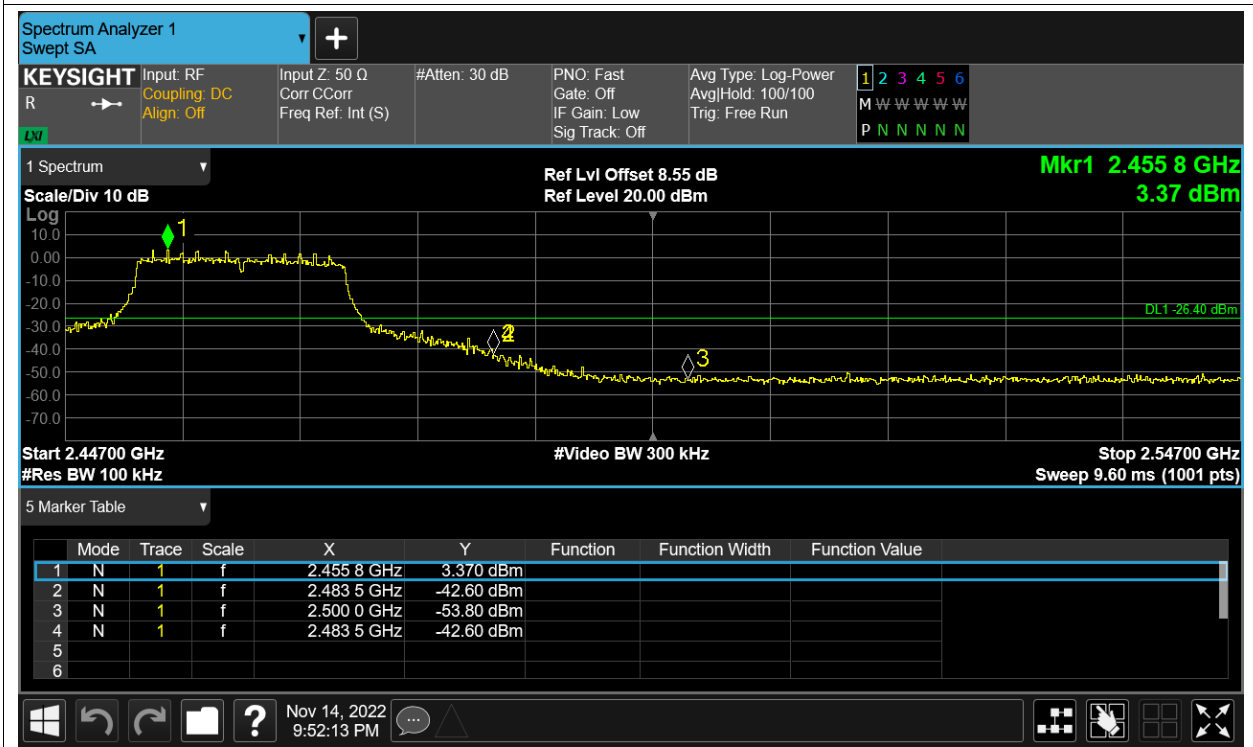 Spectrum Analyzer 1
Swept SA
+
KEYSIGHT Input: RF Input Z: 50 Ω #Atten: 30 dB PNO: Fast Avg Type: Log-Power 1 2 3 4 5 6
R Coupling: DC Corr CCorr Gate: Off Avg|Hold: 100/100 M W W W W W
Align: Off Freq Ref: Int (S) IF Gain: Low Trig: Free Run
LXI Sig Track: Off P N N N N N
1 Spectrum
Ref Lvl Offset 8.55 dB Mkr1 2.455 8 GHz
Scale/Div 10 dB Ref Level 20.00 dBm 3.37 dBm
Log
1
10.0
0.00
-10.0
-20.0
DL1 -26.40 dBm
-30.0
2
-40.0
3
-50.0
-60.0
-70.0
Start 2.44700 GHz #Video BW 300 kHz Stop 2.54700 GHz
#Res BW 100 kHz Sweep 9.60 ms (1001 pts)
5 Marker Table
Mode Trace Scale X Y Function Function Width Function Value
1 N 1 f 2.455 8 GHz 3.370 dBm
2 N 1 f 2.483 5 GHz -42.60 dBm
3 N 1 f 2.500 0 GHz -53.80 dBm
4 N 1 f 2.483 5 GHz -42.60 dBm
5
6
? Nov 14, 2022
9:52:13 PM